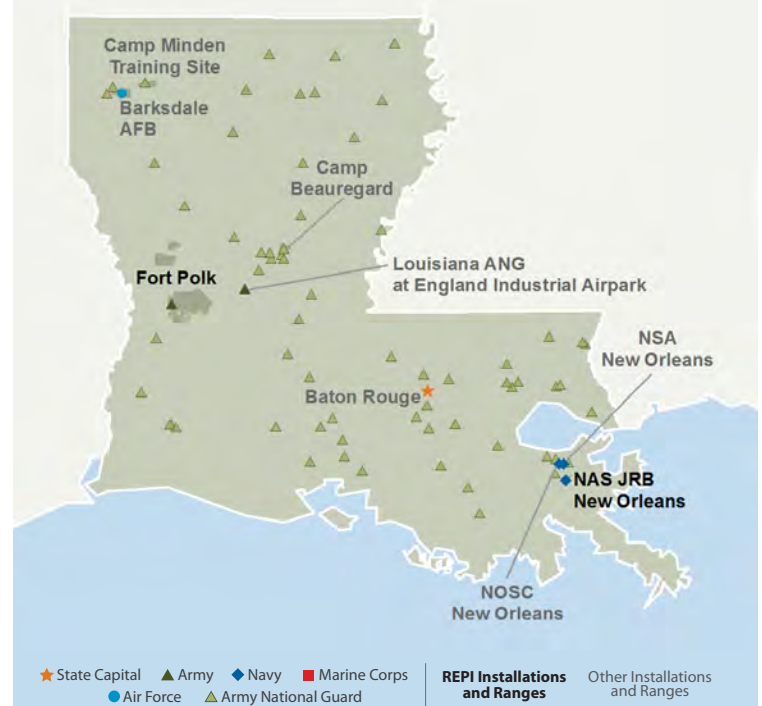 Camp Minden
Training Site
Barksdale
AFB
Camp
Beauregard
Fort Polk
Louisiana ANG
at England Industrial Airpark
NSA
New Orleans
Baton Rouge
NAS JRB
New Orleans
NOSC
New Orleans
State Capital Army Navy Marine Corps
Air Force Army National Guard
REPI Installations
and Ranges
Other Installations
and Ranges